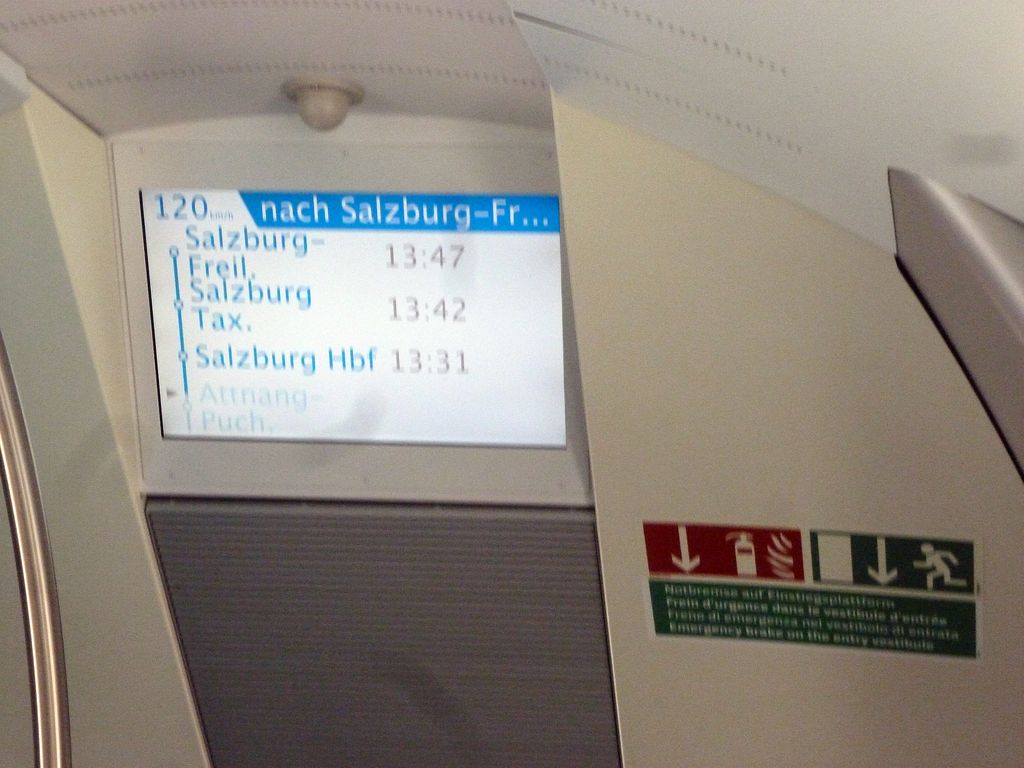 120 km/h nach Salzburg-Fr...
Salzburg-
Freil. 13:47
Salzburg
Tax. 13:42
Salzburg Hbf 13:31
Attnang-
Puch.
Notbremse auf Einstiegsplattform
Frein d'urgence dans le vestibule d'entrée
Freno di emergenza nel vestibulo di entrata
Emergency brake on the entry vestibule